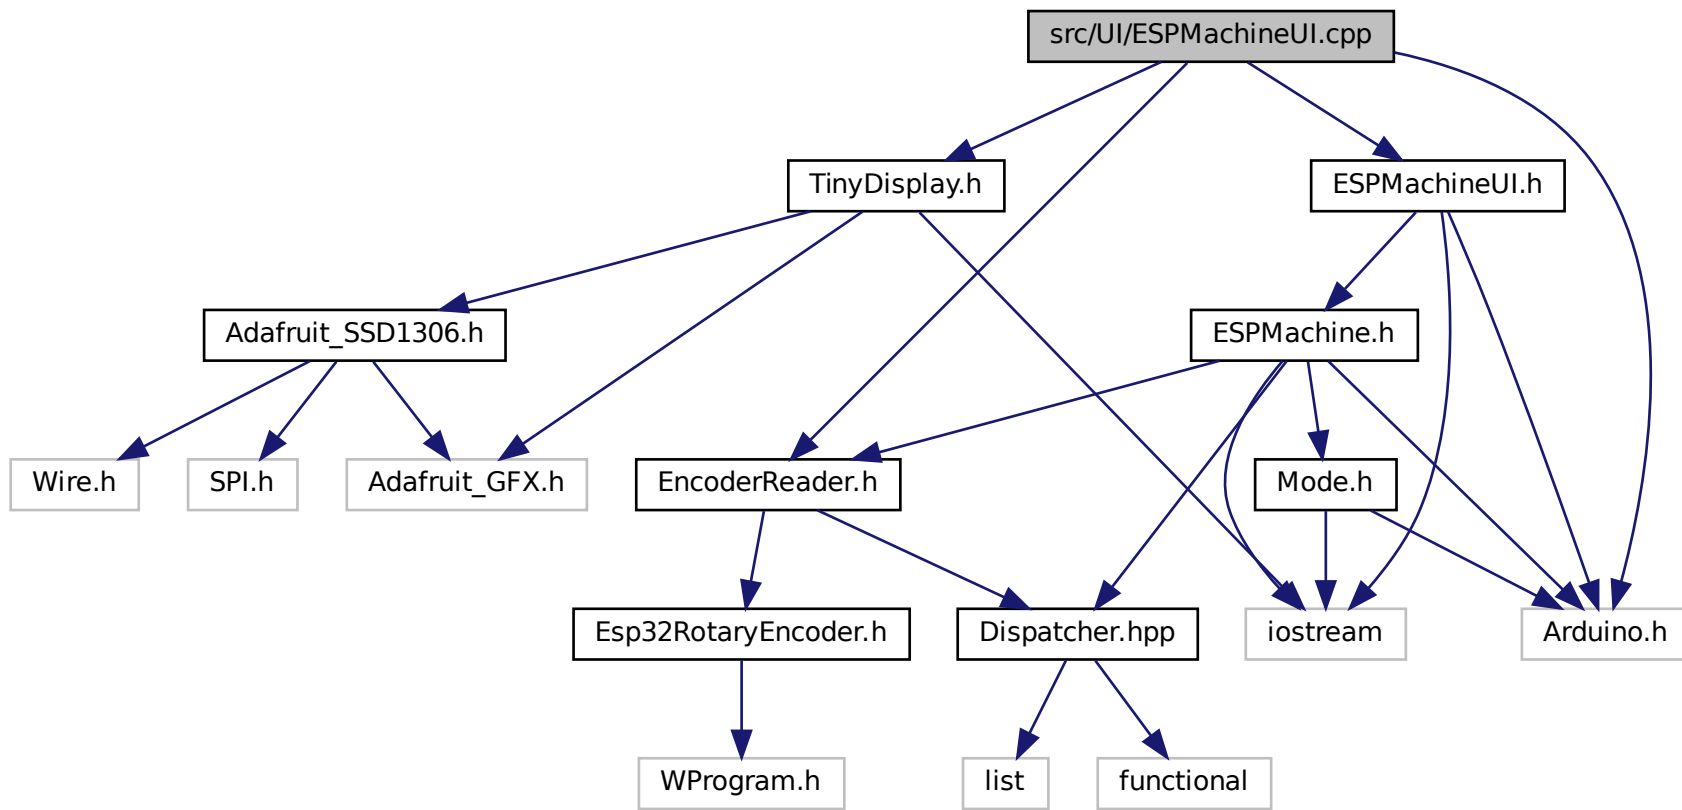 src/UI/ESPMachineUI.cpp
TinyDisplay.h
ESPMachineUI.h
Adafruit_SSD1306.h
ESPMachine.h
Wire.h
SPI.h
Adafruit_GFX.h
EncoderReader.h
Mode.h
Esp32RotaryEncoder.h
Dispatcher.hpp
iostream
Arduino.h
WProgram.h
list
functional